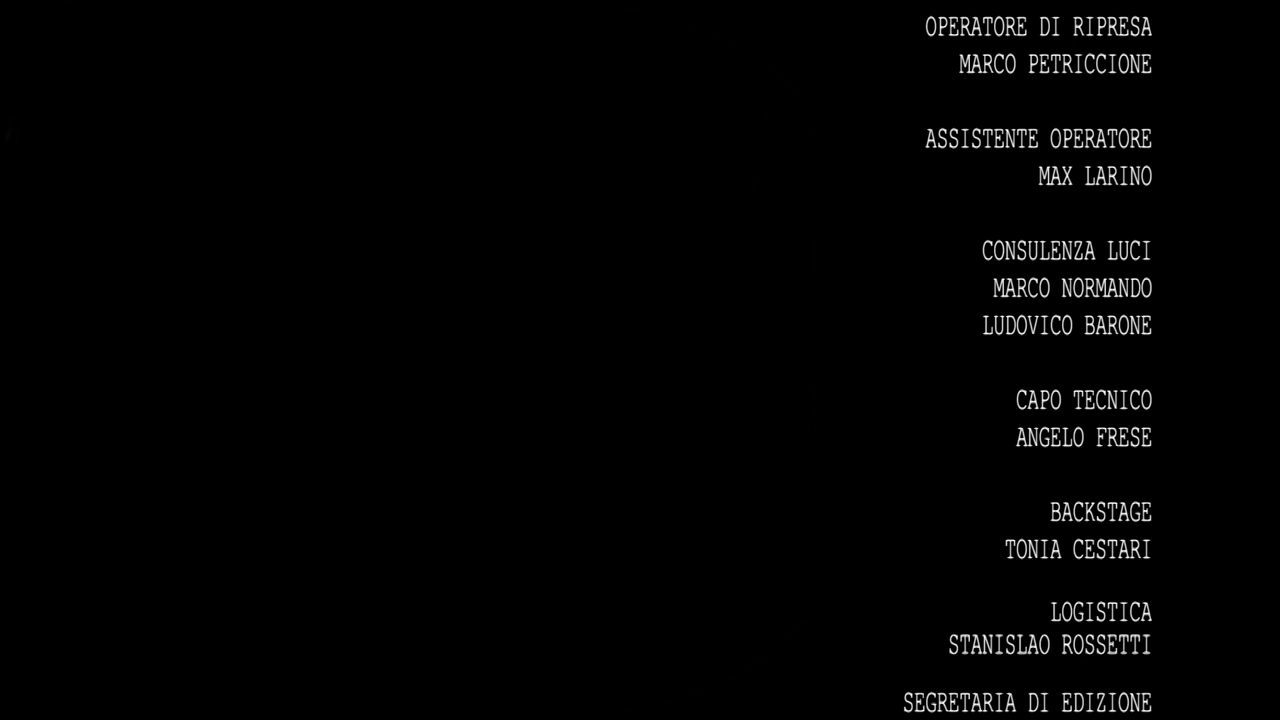 OPERATORE DI RIPRESA
MARCO PETRICCIONE
ASSISTENTE OPERATORE
MAX LARINO
CONSULENZA LUCI
MARCO NORMANDO
LUDOVICO BARONE
CAPO TECNICO
ANGELO FRESE
BACKSTAGE
TONIA CESTARI
LOGISTICA
STANISLAO ROSSETTI
SEGRETARIA DI EDIZIONE